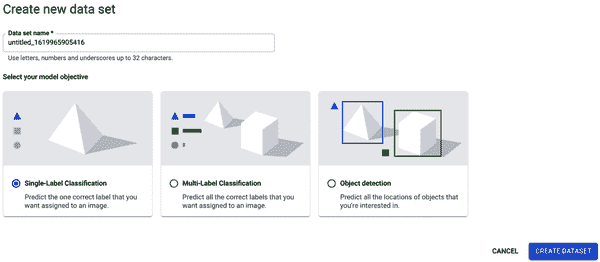 Create new data set
Data set name *
untitled_1619965905416
Use letters, numbers and underscores up to 32 characters.
Select your model objective
Single-Label Classification
Predict the one correct label that you want assigned to an image.
Multi-Label Classification
Predict all the correct labels that you want assigned to an image.
Object detection
Predict all the locations of objects that you're interested in.
CANCEL
CREATE DATASET